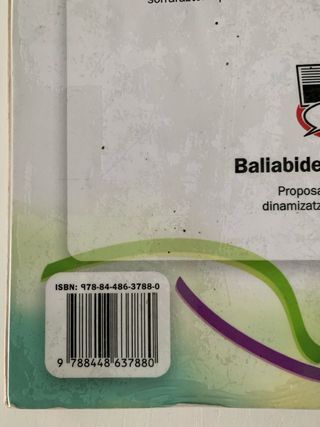 Baliabide
Proposa
dinamizatz
ISBN: 978-84-486-3788-0
9 788448 637880